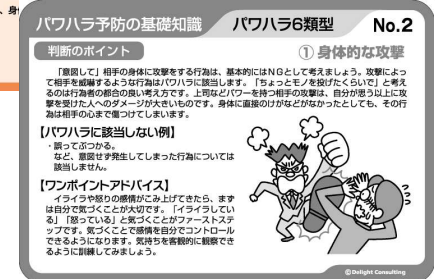 、身
パワハラ予防の基礎知識 パワハラ6類型 No.2
判断のポイント
① 身体的な攻撃
「意図して」相手の身体に攻撃をする行為は、基本的にはNGとして考えましょう。攻撃によっ
て相手を威嚇するような行為はパワハラに該当します。「ちょっとモノを投げたくらいで」と考え
るのは行為者の都合の良い考え方です。上司などパワーを持つ相手の攻撃は、自分が思う以上に攻
撃を受けた人へのダメージが大きいものです。身体に直接のけがなどがなかったとしても、その行
為は相手の心まで傷つけてしまいます。
【パワハラに該当しない例】
・誤ってぶつかる。
など、意図せず発生してしまった行為については
該当しません。
【ワンポイントアドバイス】
イライラや怒りの感情がこみ上げてきたら、まず
は自分で気づくことが大切です。「イライラしてい
る」「怒っている」と気づくことがファーストステ
ップです。気づくことで感情を自分でコントロール
できるようになります。気持ちを客観的に観察でき
るように訓練してみましょう。
©Delight Consulting